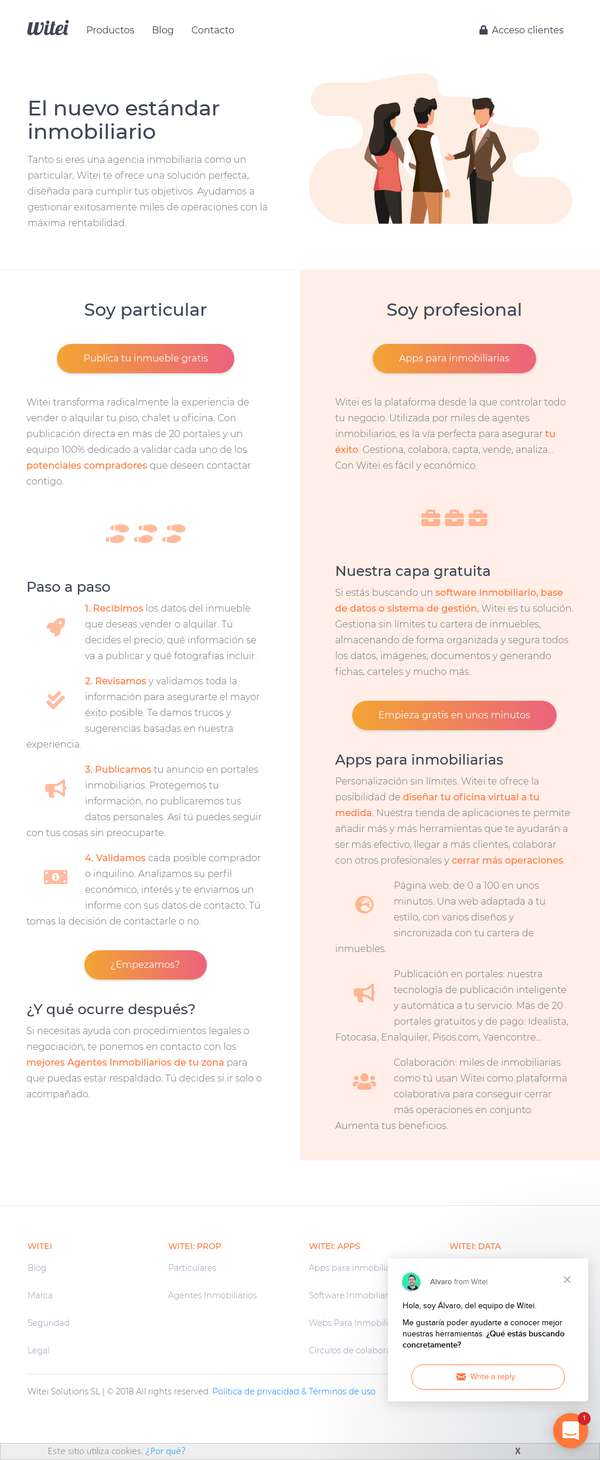 Witei
Productos
Blog
Contacto
Acceso clientes
El nuevo estándar
inmobiliario
Tanto si eres una agencia inmobiliaria como un
particular, Witei te ofrece una solución perfecta,
diseñada para cumplir tus objetivos. Ayudamos a
gestionar exitosamente miles de operaciones con la
máxima rentabilidad.
Soy particular
Publica tu inmueble gratis
Witei transforma radicalmente la experiencia de
vender o alquilar tu piso, chalet u oficina. Con
publicación directa en más de 20 portales y un
equipo 100% dedicado a validar cada uno de los
potenciales compradores que deseen contactar
contigo.
Paso a paso
1. Recibimos los datos del inmueble
que deseas vender o alquilar. Tú
decides el precio, qué información se
va a publicar y qué fotografías incluir.
2. Revisamos y validamos toda la
información para asegurarte el mayor
éxito posible. Te damos trucos y
sugerencias basadas en nuestra
experiencia.
3. Publicamos tu anuncio en portales
inmobiliarios. Protegemos tu
información, no publicaremos tus
datos personales. Así tú puedes seguir
con tus cosas sin preocuparte.
4. Validamos cada posible comprador
o inquilino. Analizamos su perfil
económico, interés y te enviamos un
informe con sus datos de contacto. Tú
tomas la decisión de contactarle o no.
¿Empezamos?
¿Y qué ocurre después?
Si necesitas ayuda con procedimientos legales o
negociación, te ponemos en contacto con los
mejores Agentes Inmobiliarios de tu zona para
que puedas estar respaldado. Tú decides si ir solo o
acompañado.
Soy profesional
Apps para inmobiliarias
Witei es la plataforma desde la que controlar todo
tu negocio. Utilizada por miles de agentes
inmobiliarios, es la vía perfecta para asegurar tu
éxito. Gestiona, colabora, capta, vende, analiza...
Con Witei es fácil y económico.
Nuestra capa gratuita
Si estás buscando un software inmobiliario, base
de datos o sistema de gestión, Witei es tu solución.
Gestiona sin límites tu cartera de inmuebles,
almacenando de forma organizada y segura todos
los datos, imágenes, documentos y generando
fichas, carteles y mucho más.
Empieza gratis en unos minutos
Apps para inmobiliarias
Personalización sin límites. Witei te ofrece la
posibilidad de diseñar tu oficina virtual a tu
medida. Nuestra tienda de aplicaciones te permite
añadir más y más herramientas que te ayudarán a
ser más efectivo, llegar a más clientes, colaborar
con otros profesionales y cerrar más operaciones.
Página web: de 0 a 100 en unos
minutos. Una web adaptada a tu
estilo, con varios diseños y
sincronizada con tu cartera de
inmuebles.
Publicación en portales: nuestra
tecnología de publicación inteligente
y automática a tu servicio. Más de 20
portales gratuitos y de pago: Idealista,
Fotocasa, Enalquiler, Pisos.com, Yaencontre...
Colaboración: miles de inmobiliarias
como tú usan Witei como plataforma
colaborativa para conseguir cerrar
más operaciones en conjunto.
Aumenta tus beneficios.
WITEI
Blog
Marca
Seguridad
Legal
WITEI: PROP
Particulares
Agentes Inmobiliarios
WITEI: APPS
Apps para inmobilia
Software Inmobiliar
Webs Para Inmobili
Círculos de colabor
WITEI: DATA
Witei Solutions SL | © 2018 All rights reserved. Política de privacidad & Términos de uso
Alvaro from Witei
Hola, soy Álvaro, del equipo de Witei.
Me gustaría poder ayudarte a conocer mejor
nuestras herramientas. ¿Qué estás buscando
concretamente?
Write a reply
1
Este sitio utiliza cookies. ¿Por qué?
X